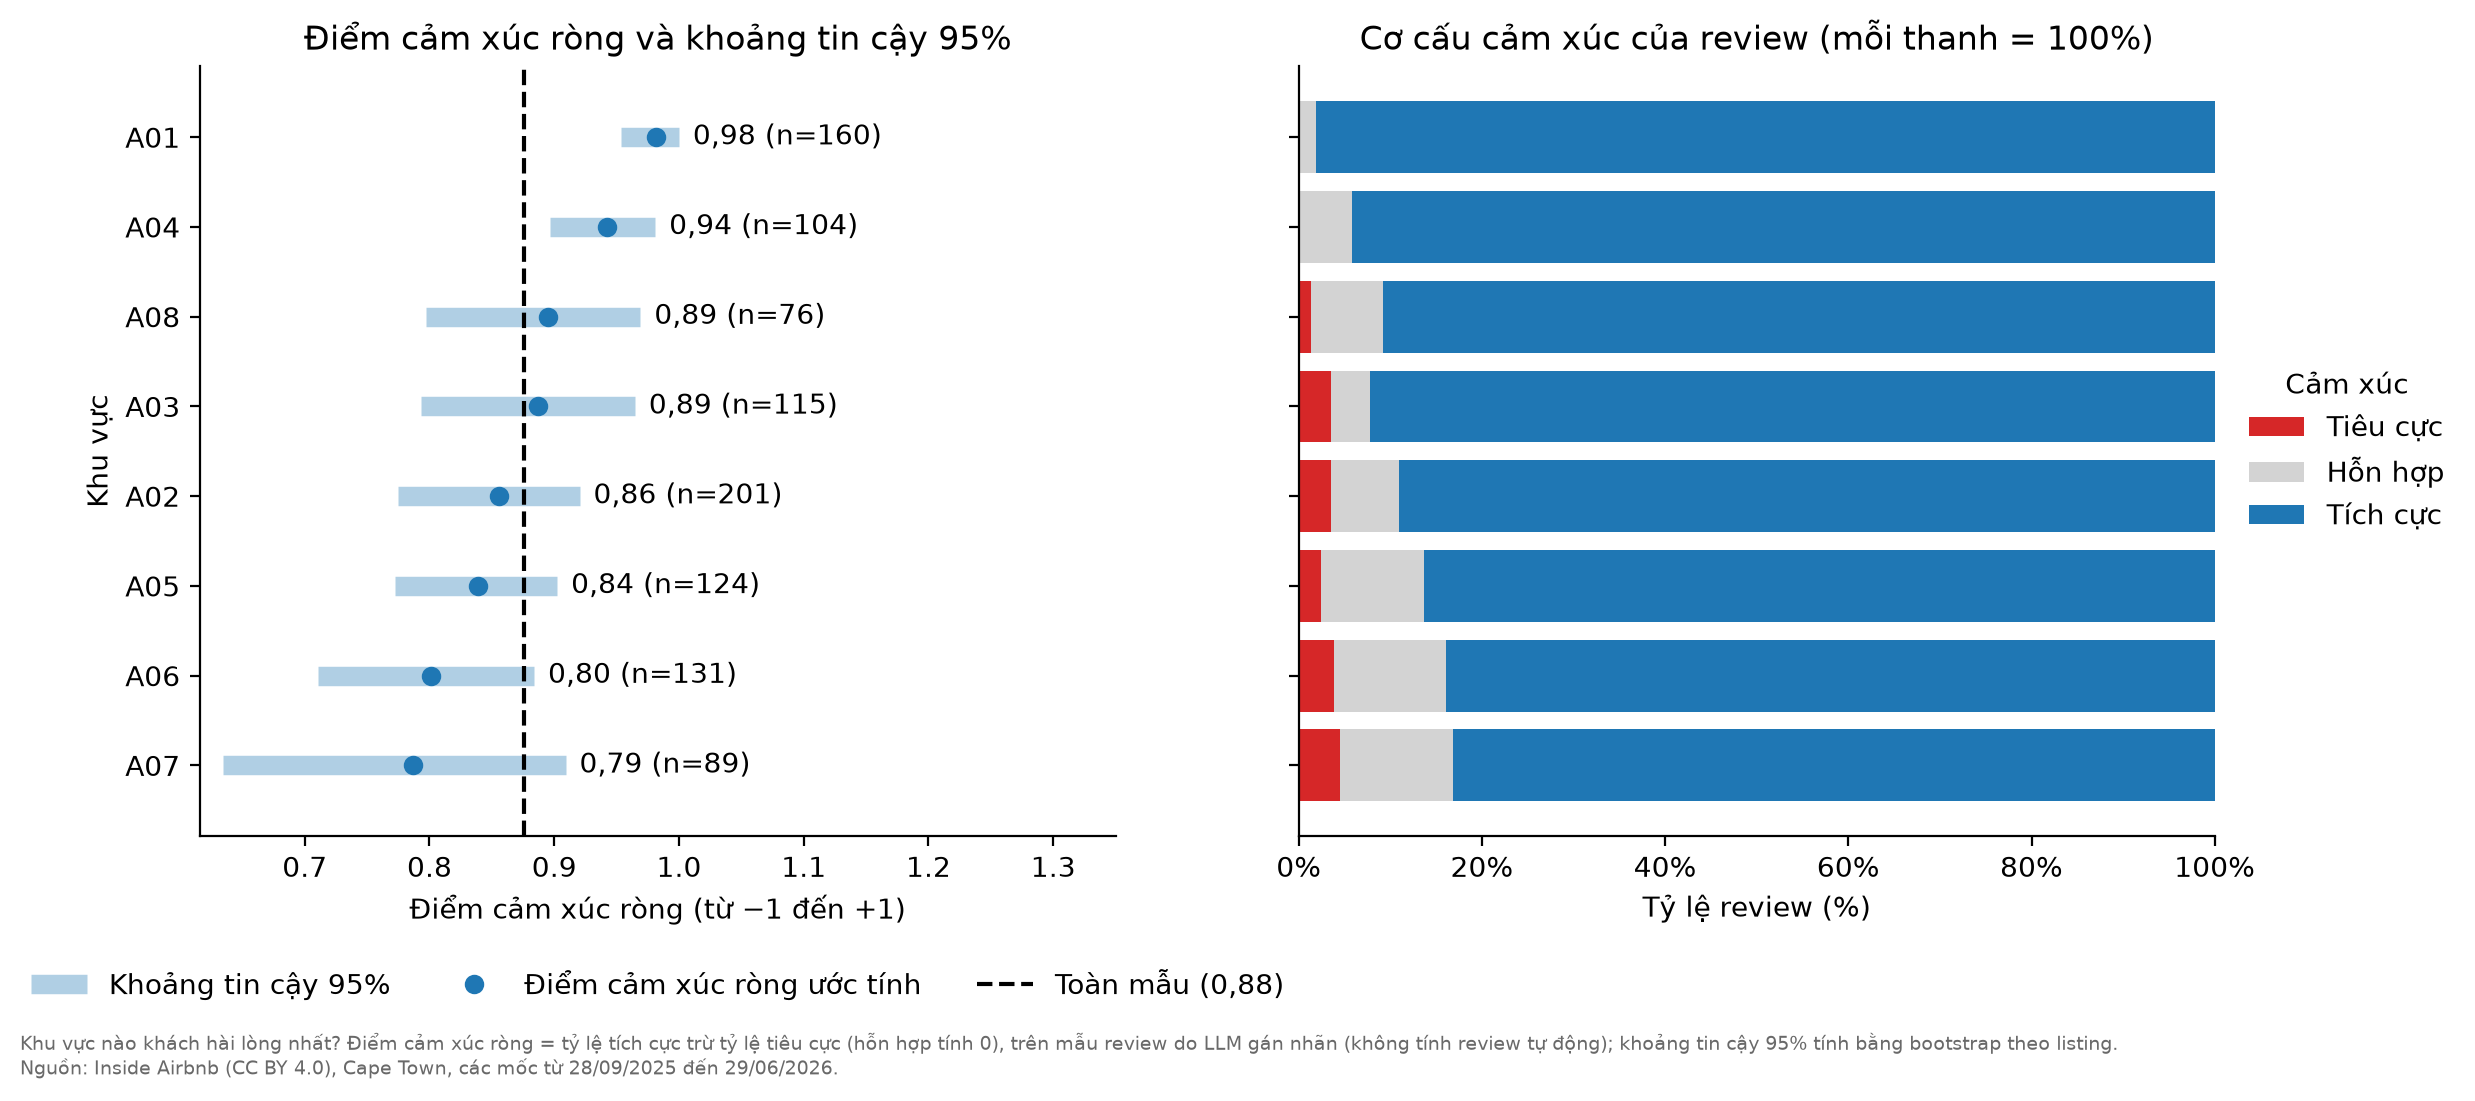 Điểm cảm xúc ròng và khoảng tin cậy 95%
Khu vực
A01
0,98 (n=160)
A04
0,94 (n=104)
A08
0,89 (n=76)
A03
0,89 (n=115)
A02
0,86 (n=201)
A05
0,84 (n=124)
A06
0,80 (n=131)
A07
0,79 (n=89)
0.7 0.8 0.9 1.0 1.1 1.2 1.3
Điểm cảm xúc ròng (từ −1 đến +1)
Cơ cấu cảm xúc của review (mỗi thanh = 100%)
0% 20% 40% 60% 80% 100%
Tỷ lệ review (%)
Cảm xúc
Tiêu cực
Hỗn hợp
Tích cực
Khoảng tin cậy 95% Điểm cảm xúc ròng ước tính Toàn mẫu (0,88)
Khu vực nào khách hài lòng nhất? Điểm cảm xúc ròng = tỷ lệ tích cực trừ tỷ lệ tiêu cực (hỗn hợp tính 0), trên mẫu review do LLM gán nhãn (không tính review tự động); khoảng tin cậy 95% tính bằng bootstrap theo listing.
Nguồn: Inside Airbnb (CC BY 4.0), Cape Town, các mốc từ 28/09/2025 đến 29/06/2026.